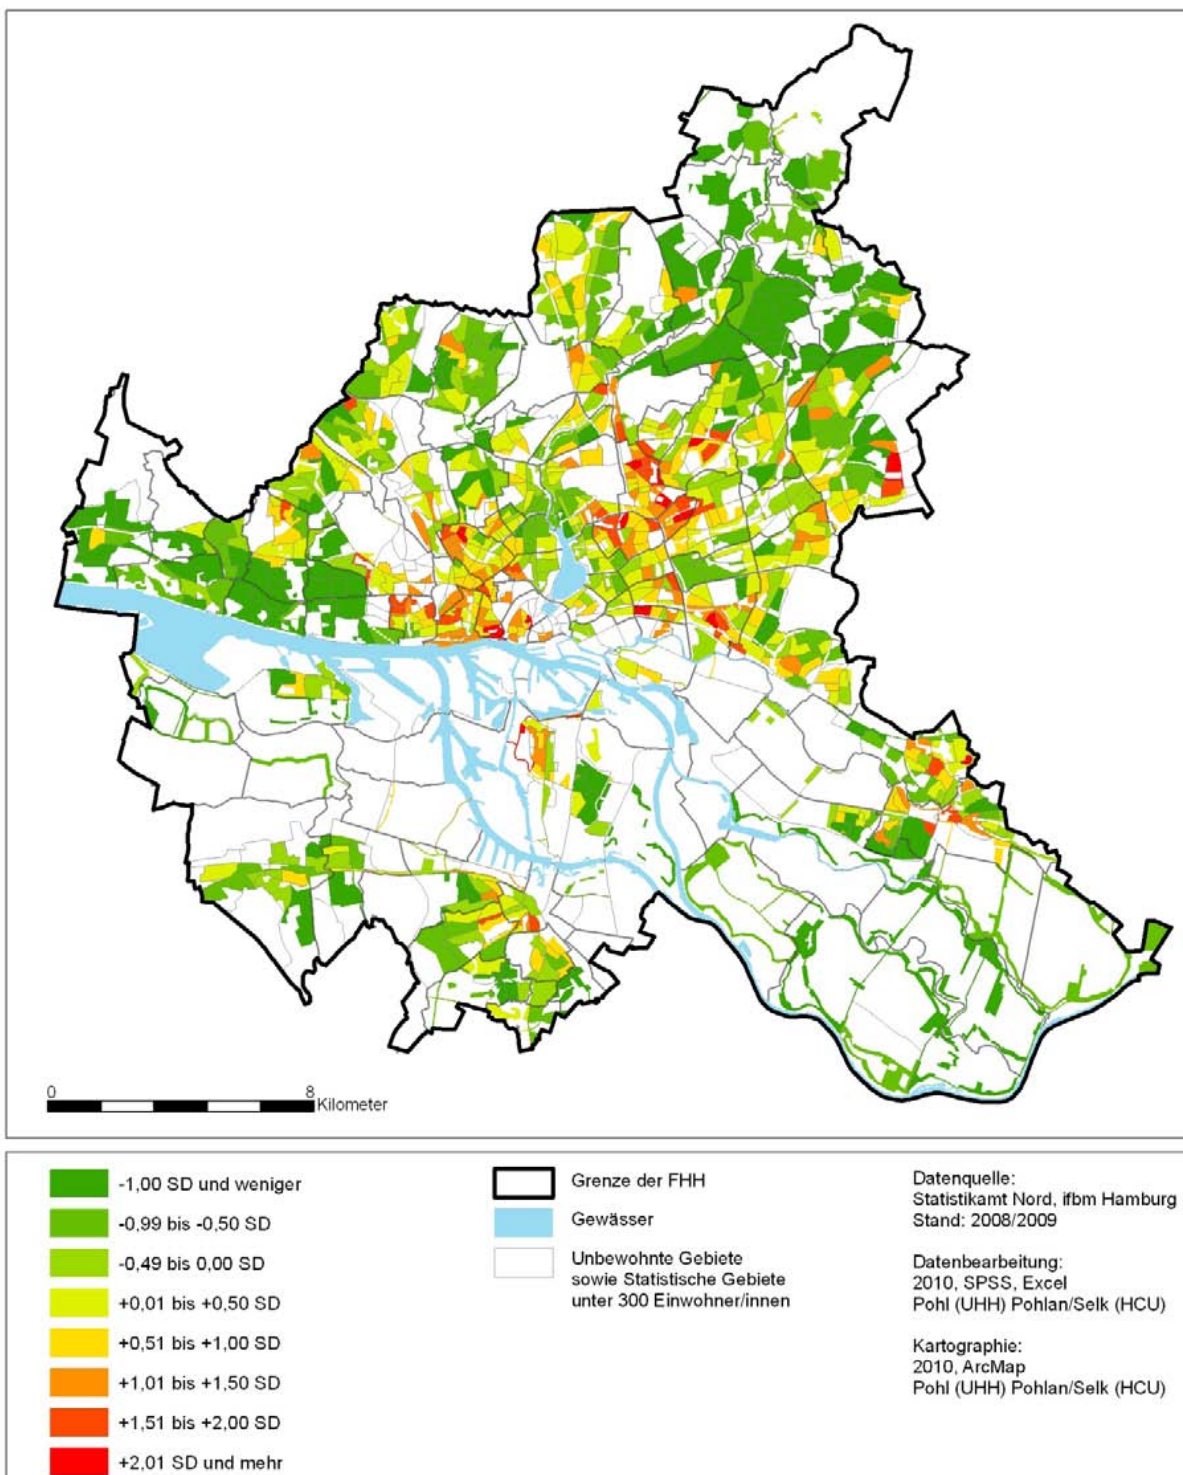 0 8
Kilometer
-1,00 SD und weniger
-0,99 bis -0,50 SD
-0,49 bis 0,00 SD
+0,01 bis +0,50 SD
+0,51 bis +1,00 SD
+1,01 bis +1,50 SD
+1,51 bis +2,00 SD
+2,01 SD und mehr
Grenze der FHH
Gewässer
Unbewohnte Gebiete
sowie Statistische Gebiete
unter 300 Einwohner/innen
Datenquelle:
Statistikamt Nord, ifbm Hamburg
Stand: 2008/2009
Datenbearbeitung:
2010, SPSS, Excel
Pohl (UHH) Pohlan/Selk (HCU)
Kartographie:
2010, ArcMap
Pohl (UHH) Pohlan/Selk (HCU)